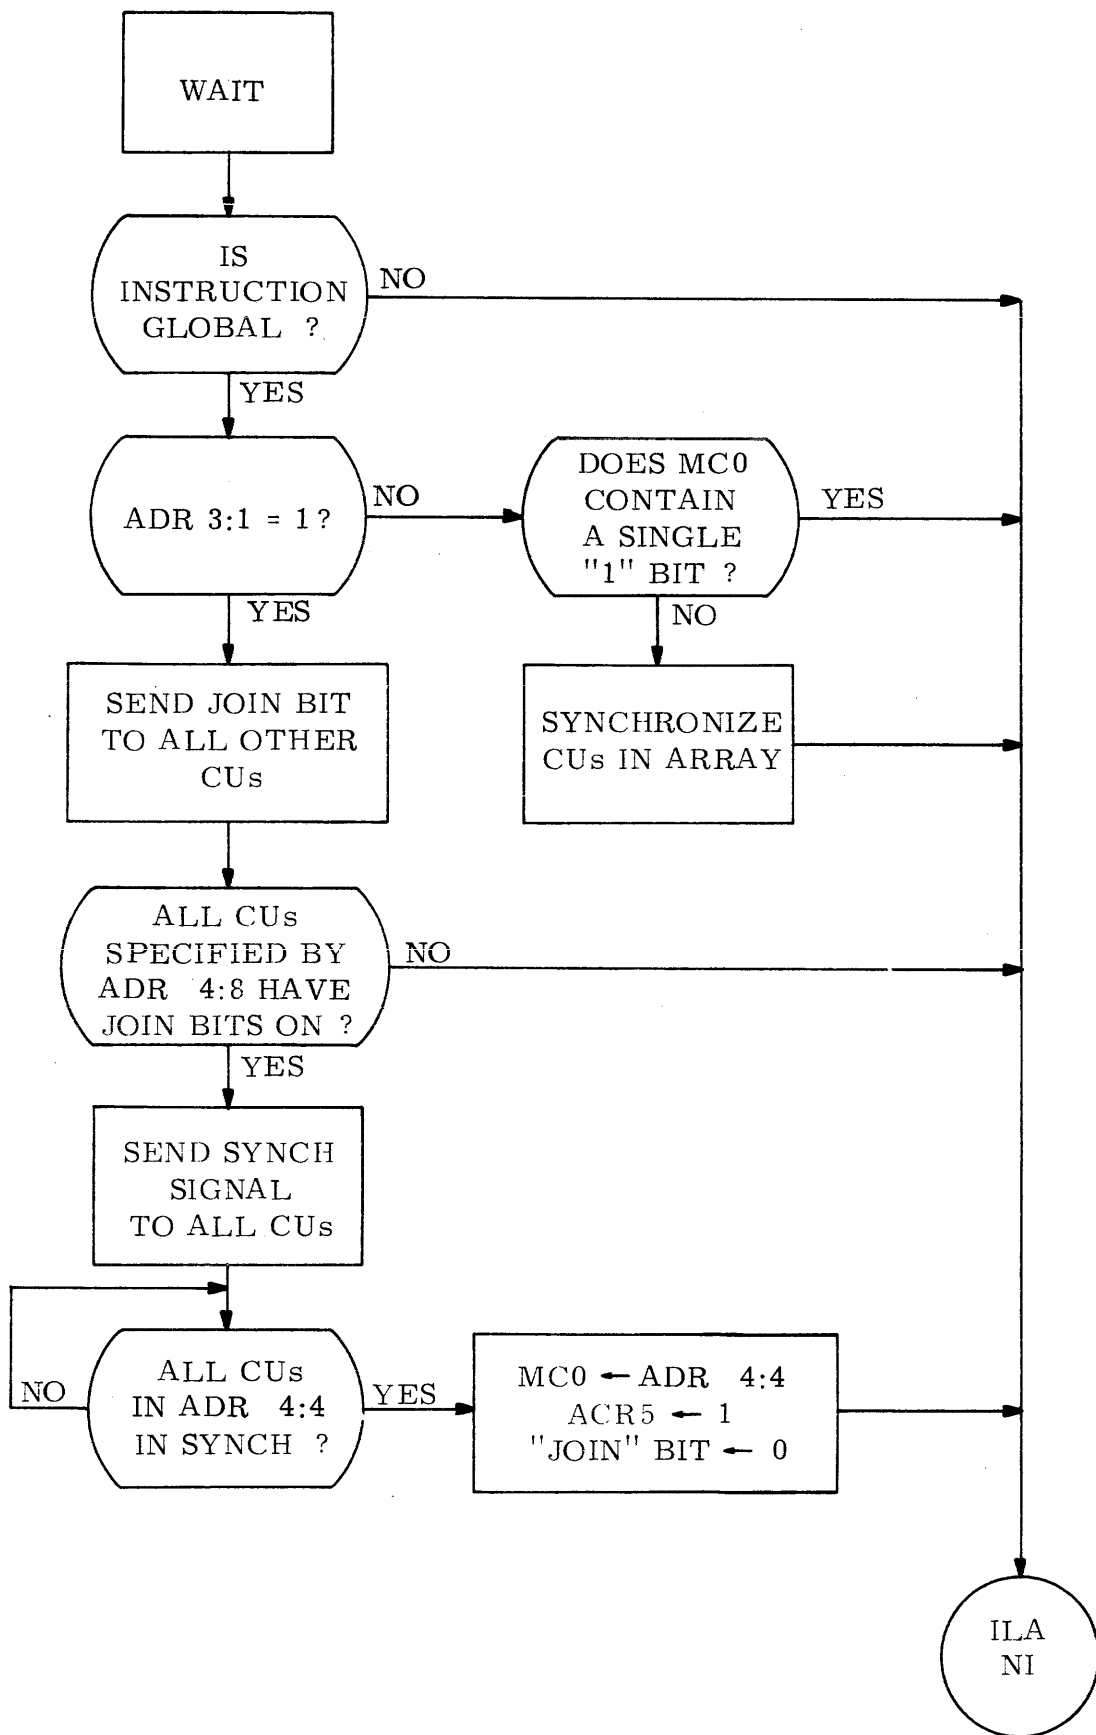 WAIT
IS
INSTRUCTION
GLOBAL ?
NO
YES
ADR 3:1 = 1?
NO
DOES MC0
CONTAIN
A SINGLE
"1" BIT ?
YES
YES
NO
SEND JOIN BIT
TO ALL OTHER
CUs
SYNCHRONIZE
CUs IN ARRAY
ALL CUs
SPECIFIED BY
ADR 4:8 HAVE
JOIN BITS ON ?
NO
YES
SEND SYNCH
SIGNAL
TO ALL CUs
ALL CUs
IN ADR 4:4
IN SYNCH ?
NO
YES
MC0 ← ADR 4:4
ACR5 ← 1
"JOIN" BIT ← 0
ILA
NI